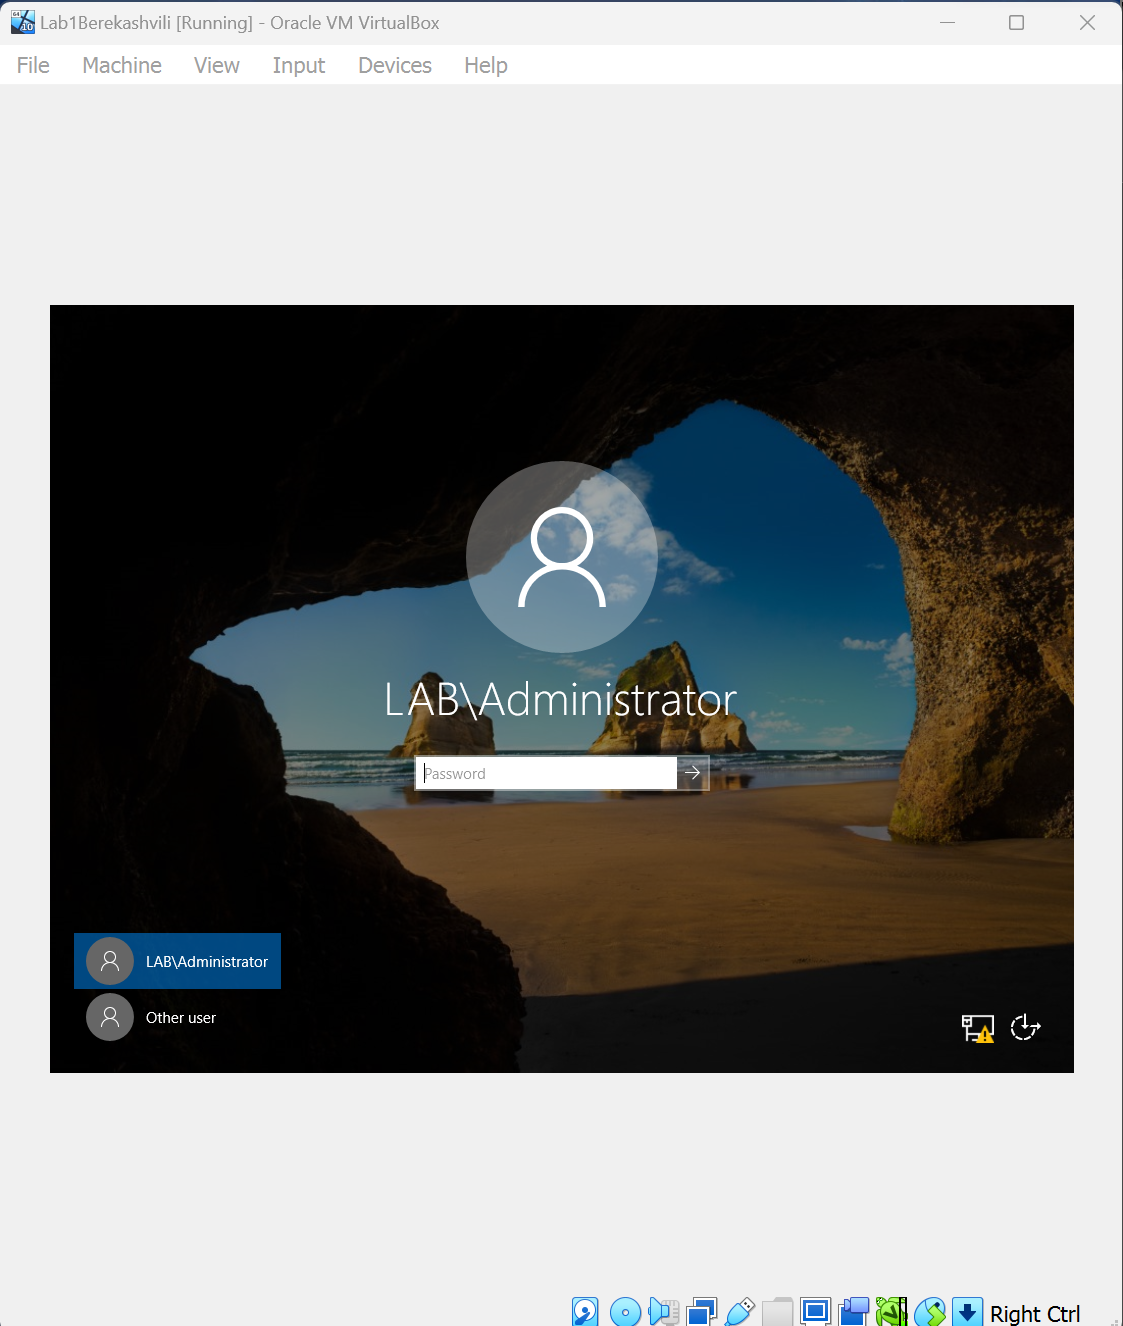 Lab1Berekashvili [Running] - Oracle VM VirtualBox
File Machine View Input Devices Help
LAB\Administrator
Password
LAB\Administrator
Other user
Right Ctrl